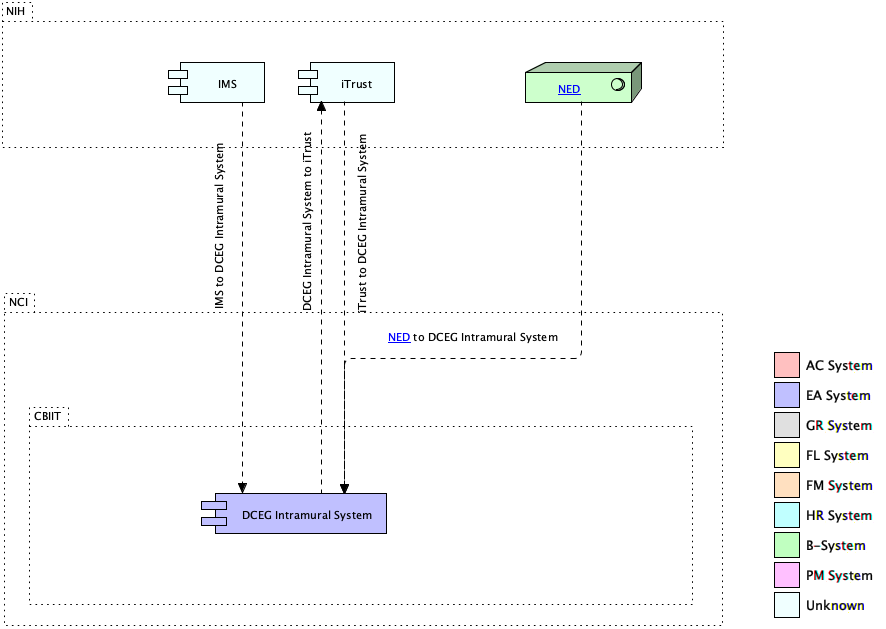 NIH
IMS
iTrust
NED
IMS to DCEG Intramural System
DCEG Intramural System to iTrust
iTrust to DCEG Intramural System
NCI
NED to DCEG Intramural System
CBIIT
DCEG Intramural System
AC System
EA System
GR System
FL System
FM System
HR System
B-System
PM System
Unknown